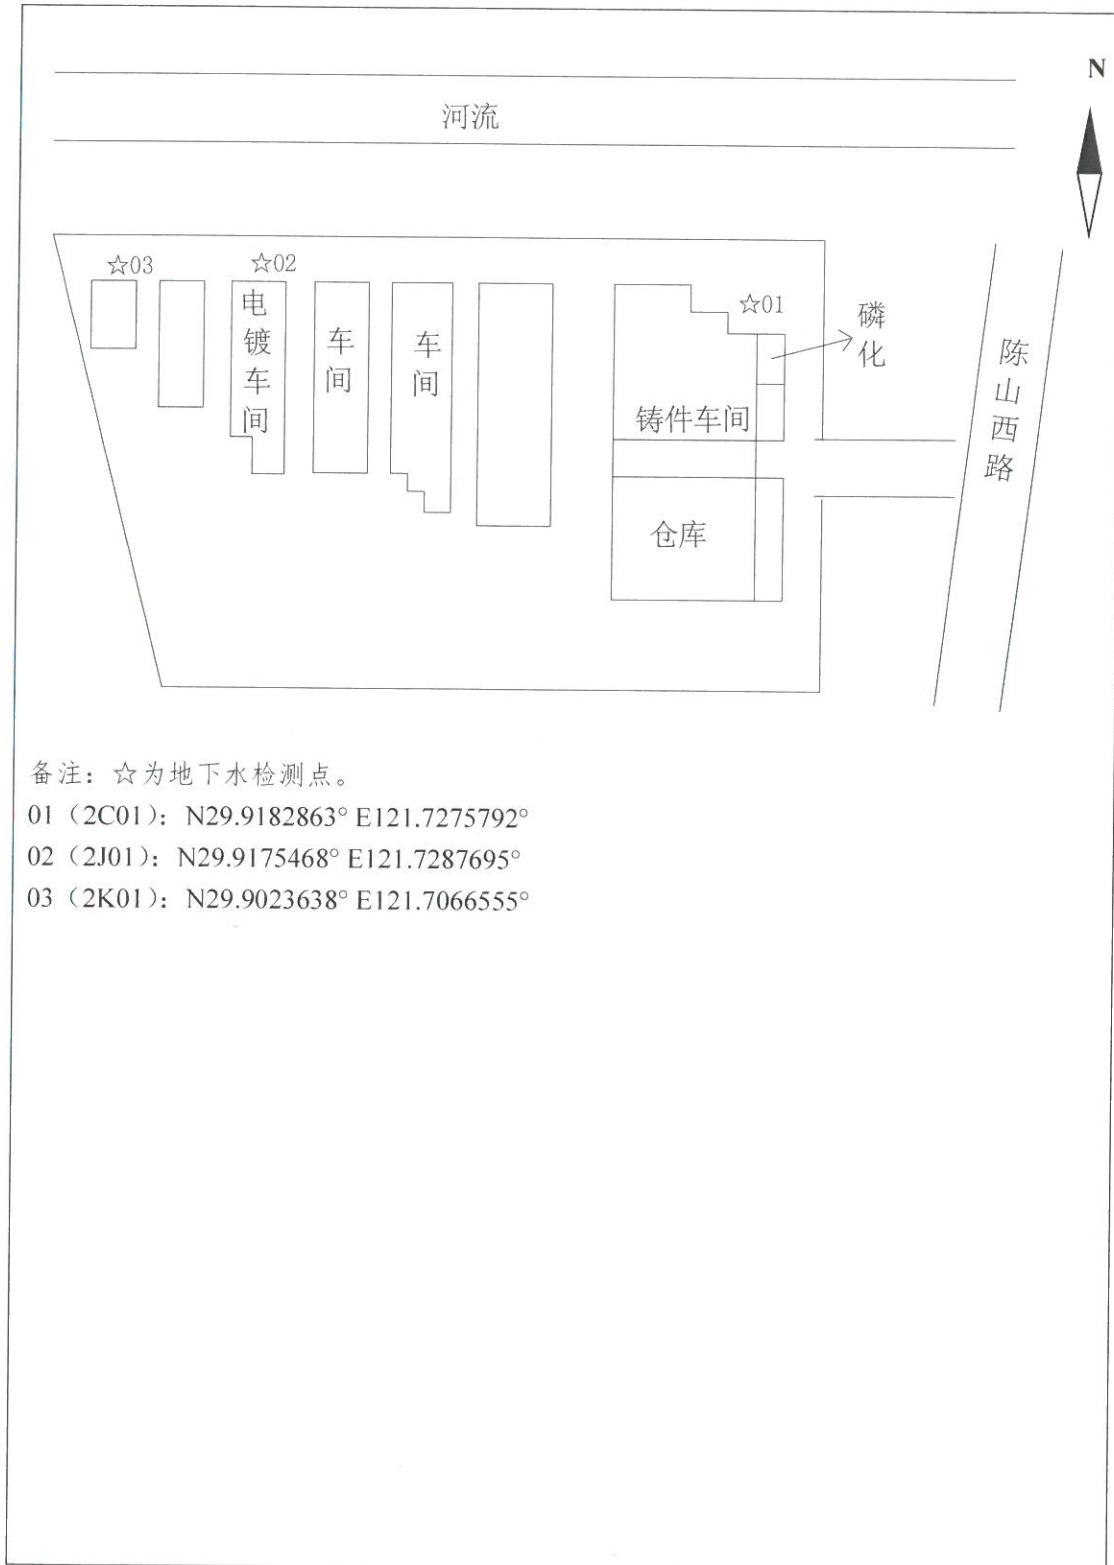 N
河流
☆03
☆02
☆01
电镀车间
车间
车间
磷化
铸件车间
仓库
陈山西路
备注：☆为地下水检测点。
01（2C01）：N29.9182863° E121.7275792°
02（2J01）：N29.9175468° E121.7287695°
03（2K01）：N29.9023638° E121.7066555°